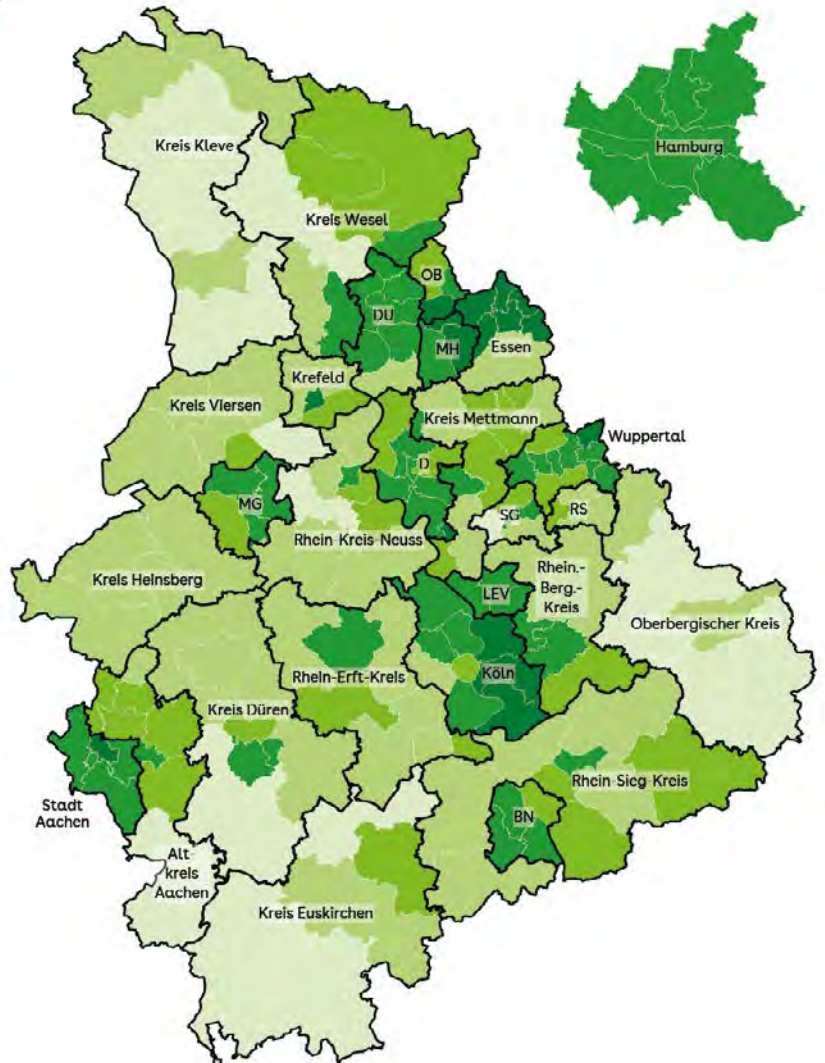 Hamburg
Kreis Kleve
Kreis Wesel
OB
DU
MH
Essen
Krefeld
Kreis Viersen
Kreis Mettmann
Wuppertal
D
MG
SG
RS
Rhein-Kreis Neuss
Kreis Heinsberg
Rhein.-
Berg.-
Kreis
LEV
Oberbergischer Kreis
Köln
Rhein-Erft-Kreis
Kreis Düren
Rhein-Sieg-Kreis
Stadt
Aachen
BN
Alt
kreis
Aachen
Kreis Euskirchen